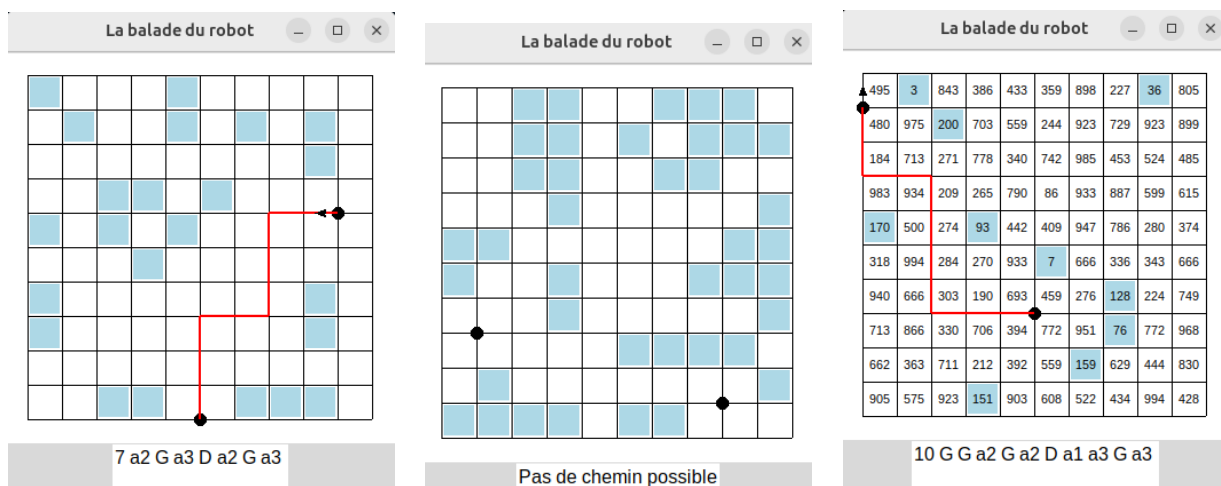 La balade du robot
7 a2 G a3 D a2 G a3
La balade du robot
Pas de chemin possible
La balade du robot
495 3 843 386 433 359 898 227 36 805
480 975 200 703 559 244 923 729 923 899
184 713 271 778 340 742 985 453 524 485
983 934 209 265 790 86 933 887 599 615
170 500 274 93 442 409 947 786 280 374
318 994 284 270 933 7 666 336 343 666
940 666 303 190 693 459 276 128 224 749
713 866 330 706 394 772 951 76 772 968
662 363 711 212 392 559 159 629 444 830
905 575 923 151 903 608 522 434 994 428
10 G G a2 G a2 D a1 a3 G a3